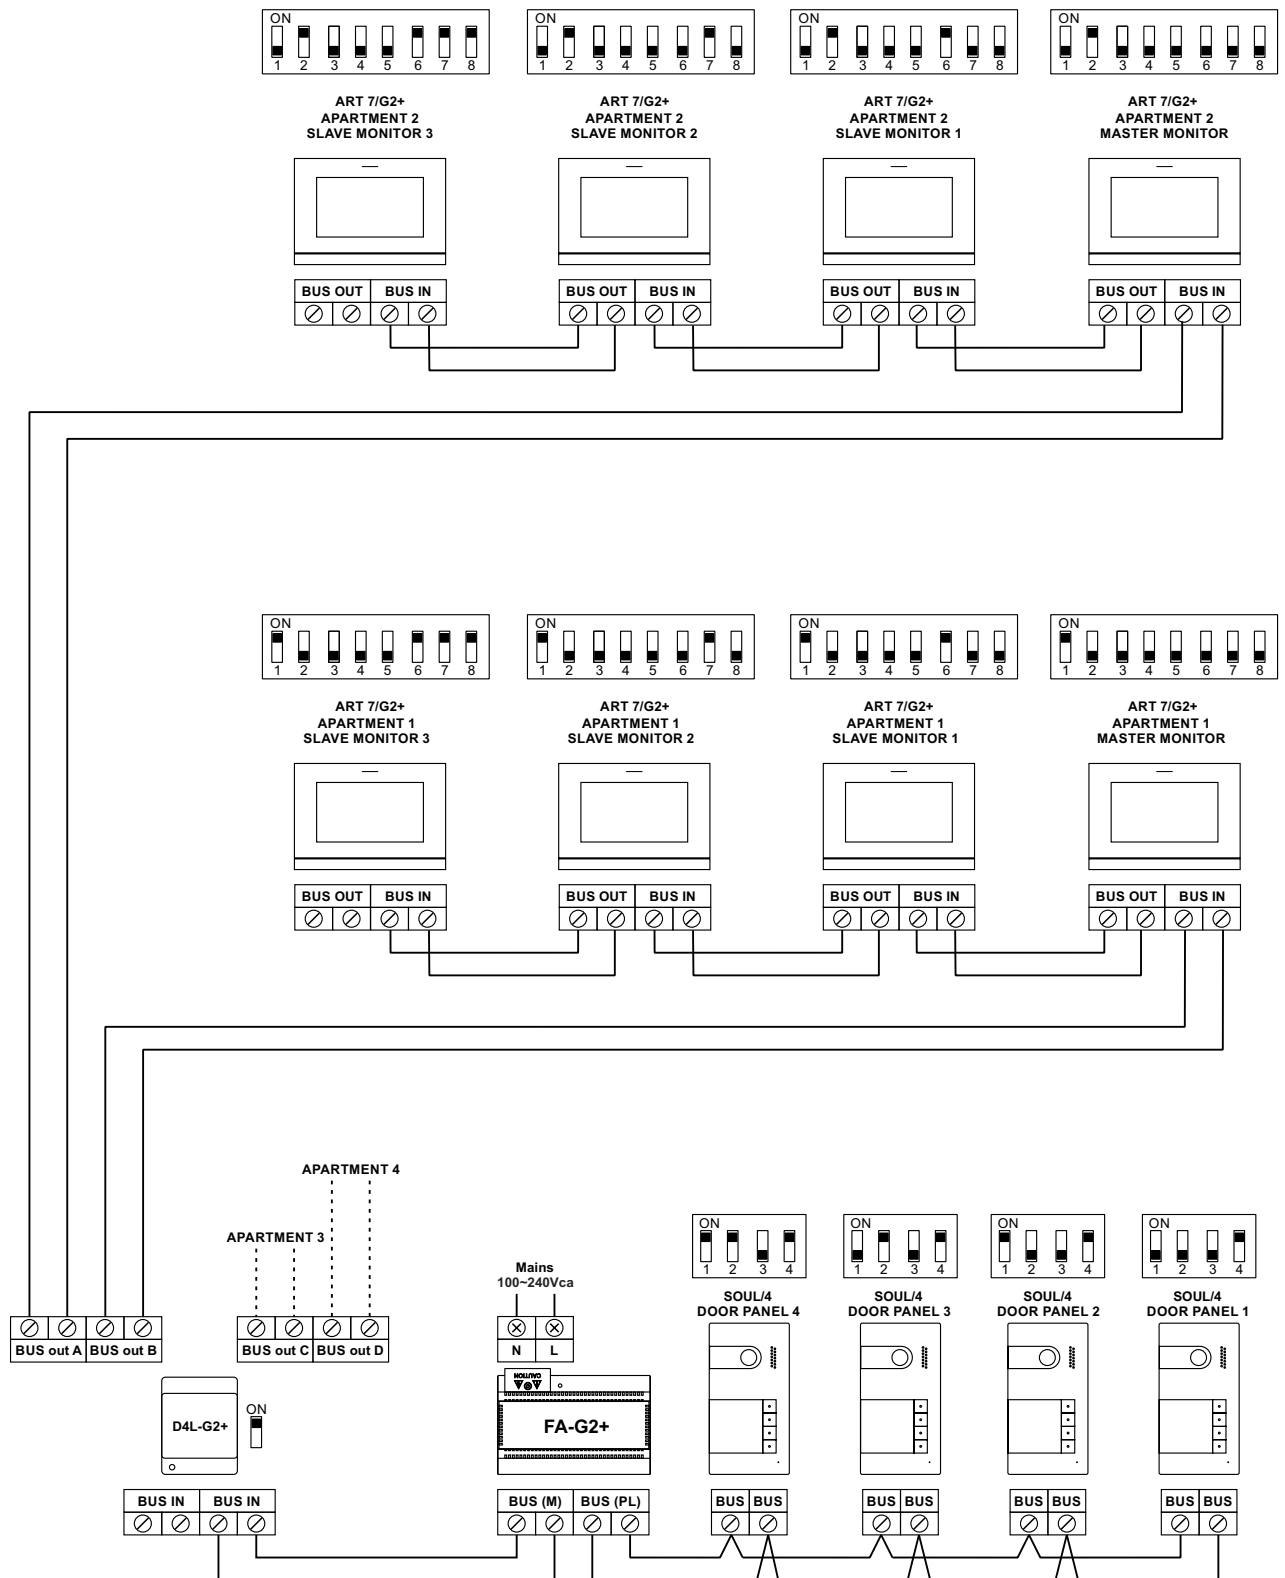 ON ON ON ON
1 2 3 4 5 6 7 8 1 2 3 4 5 6 7 8 1 2 3 4 5 6 7 8 1 2 3 4 5 6 7 8
ART 7/G2+ ART 7/G2+ ART 7/G2+ ART 7/G2+
APARTMENT 2 APARTMENT 2 APARTMENT 2 APARTMENT 2
SLAVE MONITOR 3 SLAVE MONITOR 2 SLAVE MONITOR 1 MASTER MONITOR
BUS OUT BUS IN BUS OUT BUS IN BUS OUT BUS IN BUS OUT BUS IN
ON ON ON ON
1 2 3 4 5 6 7 8 1 2 3 4 5 6 7 8 1 2 3 4 5 6 7 8 1 2 3 4 5 6 7 8
ART 7/G2+ ART 7/G2+ ART 7/G2+ ART 7/G2+
APARTMENT 1 APARTMENT 1 APARTMENT 1 APARTMENT 1
SLAVE MONITOR 3 SLAVE MONITOR 2 SLAVE MONITOR 1 MASTER MONITOR
BUS OUT BUS IN BUS OUT BUS IN BUS OUT BUS IN BUS OUT BUS IN
APARTMENT 4
APARTMENT 3
ON ON ON ON
1 2 3 4 1 2 3 4 1 2 3 4 1 2 3 4
Mains
100~240Vca
SOUL/4 SOUL/4 SOUL/4 SOUL/4
DOOR PANEL 4 DOOR PANEL 3 DOOR PANEL 2 DOOR PANEL 1
BUS out A BUS out B BUS out C BUS out D N L
CAUTION
D4L-G2+ ON FA-G2+
BUS IN BUS IN BUS (M) BUS (PL) BUS BUS BUS BUS BUS BUS BUS BUS